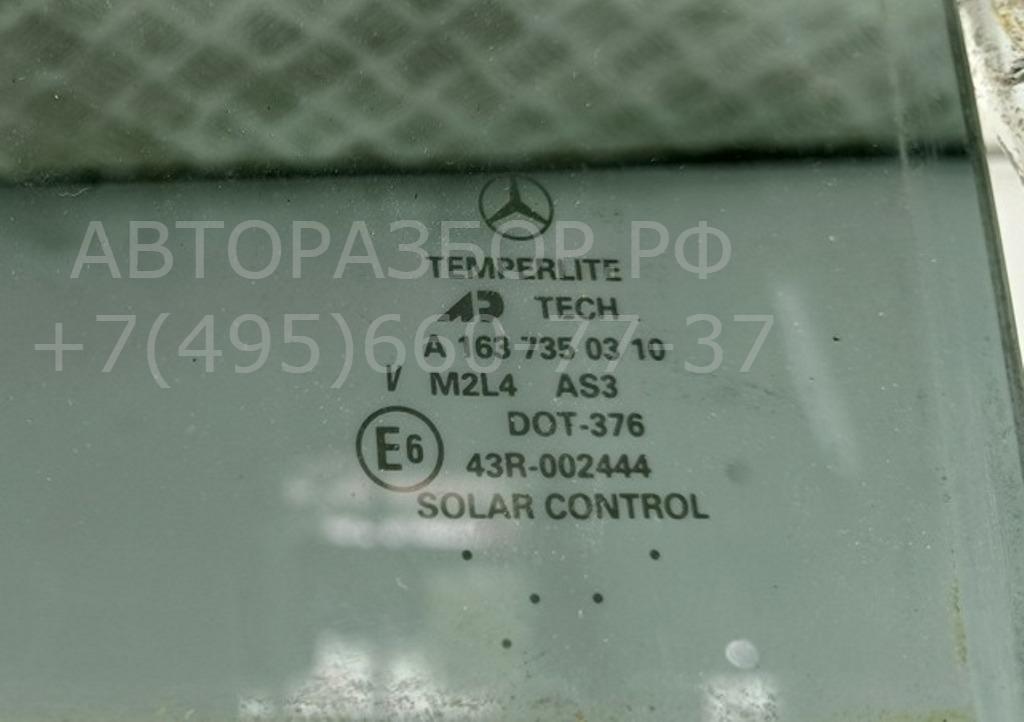 АВТОРАЗБОР.РФ
TEMPERLITE
AP TECH
+7(495)660-77-37
A 163 735 03 10
V M2L4 AS3
DOT-376
E6 43R-002444
SOLAR CONTROL